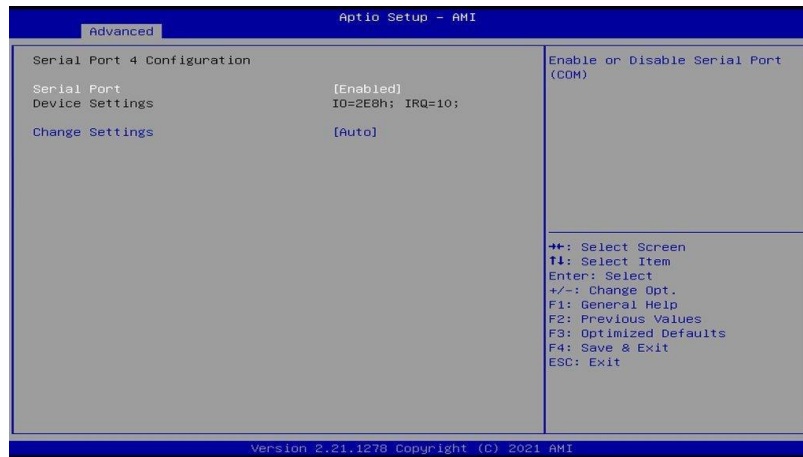 Aptio Setup – AMI
Advanced
Serial Port 4 Configuration
Serial Port [Enabled]
Device Settings IO=2E8h; IRQ=10;
Change Settings [Auto]
Enable or Disable Serial Port
(COM)
→←: Select Screen
↑↓: Select Item
Enter: Select
+/-: Change Opt.
F1: General Help
F2: Previous Values
F3: Optimized Defaults
F4: Save & Exit
ESC: Exit
Version 2.21.1278 Copyright (C) 2021 AMI